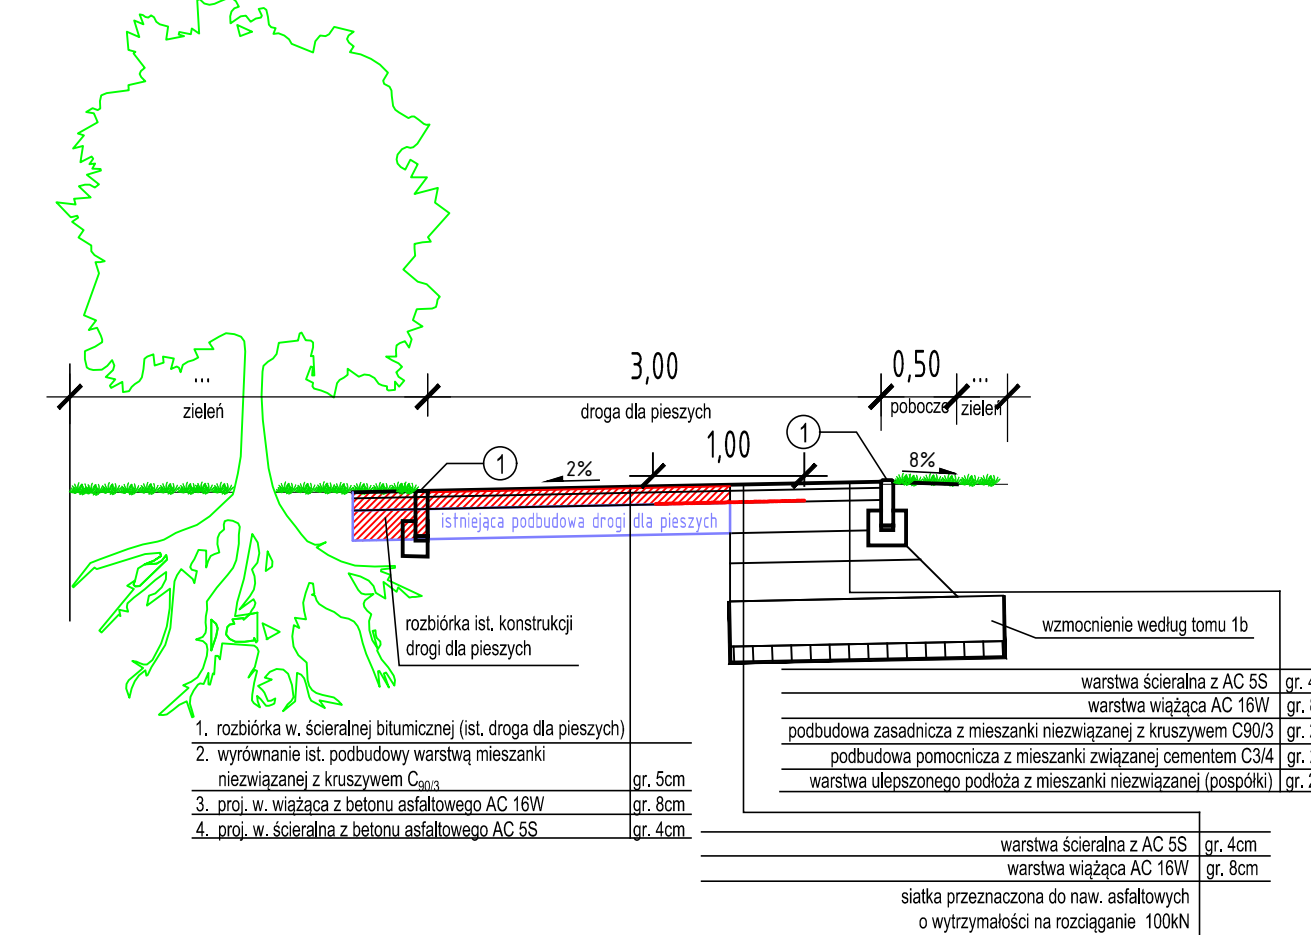 3,00
0,50
...
...
zieleń
droga dla pieszych
pobocze
zieleń
1,00
1
1
2%
8%
istniejąca podbudowa drogi dla pieszych
rozbiórka ist. konstrukcji
drogi dla pieszych
wzmocnienie według tomu 1b
warstwa ścieralna z AC 5S gr. 4
warstwa wiążąca AC 16W gr.
podbudowa zasadnicza z mieszanki niezwiązanej z kruszywem C90/3 gr.
podbudowa pomocnicza z mieszanki związanej cementem C3/4 gr.
warstwa ulepszonego podłoża z mieszanki niezwiązanej (pospółki) gr.
1. rozbiórka w. ścieralnej bitumicznej (ist. droga dla pieszych)
2. wyrównanie ist. podbudowy warstwą mieszanki
niezwiązanej z kruszywem C90/3 gr. 5cm
3. proj. w. wiążąca z betonu asfaltowego AC 16W gr. 8cm
4. proj. w. ścieralna z betonu asfaltowego AC 5S gr. 4cm
warstwa ścieralna z AC 5S gr. 4cm
warstwa wiążąca AC 16W gr. 8cm
siatka przeznaczona do naw. asfaltowych
o wytrzymałości na rozciąganie 100kN